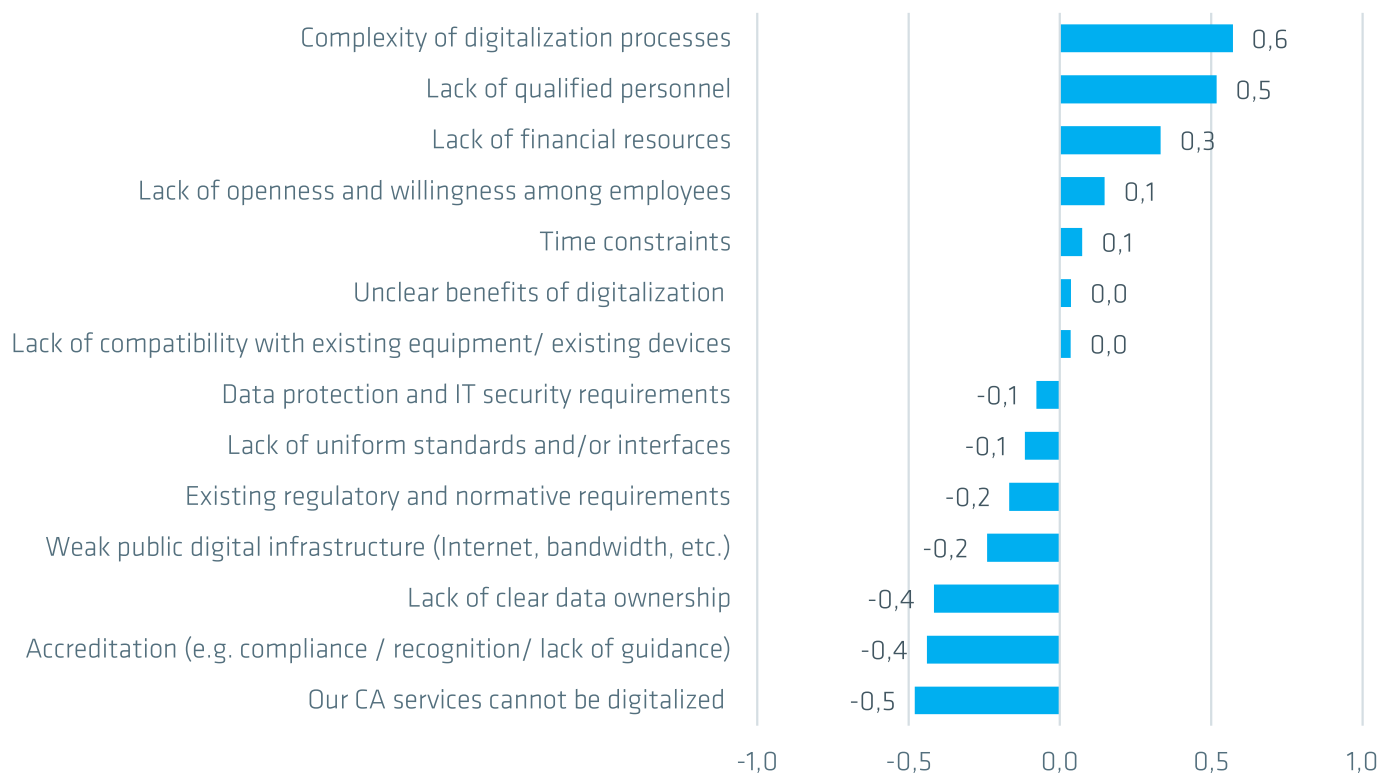 Complexity of digitalization processes 0,6
Lack of qualified personnel 0,5
Lack of financial resources 0,3
Lack of openness and willingness among employees 0,1
Time constraints 0,1
Unclear benefits of digitalization 0,0
Lack of compatibility with existing equipment/ existing devices 0,0
Data protection and IT security requirements -0,1
Lack of uniform standards and/or interfaces -0,1
Existing regulatory and normative requirements -0,2
Weak public digital infrastructure (Internet, bandwidth, etc.) -0,2
Lack of clear data ownership -0,4
Accreditation (e.g. compliance / recognition/ lack of guidance) -0,4
Our CA services cannot be digitalized -0,5
-1,0 -0,5 0,0 0,5 1,0